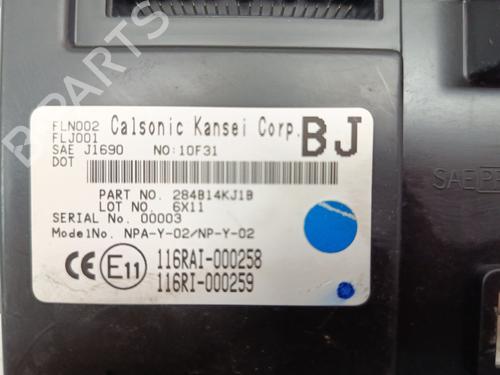 B PARTS
FLN002 Calsonic Kansei Corp. BJ
FLJ001
SAE J1690 NO:10F31
DOT
PART NO. 284B14KJ1B
LOT NO. 6X11
SERIAL No. 00003
ModelNo. NPA-Y-02/NP-Y-02
CE E11 116RAI-000258
116RI-000259
SAE